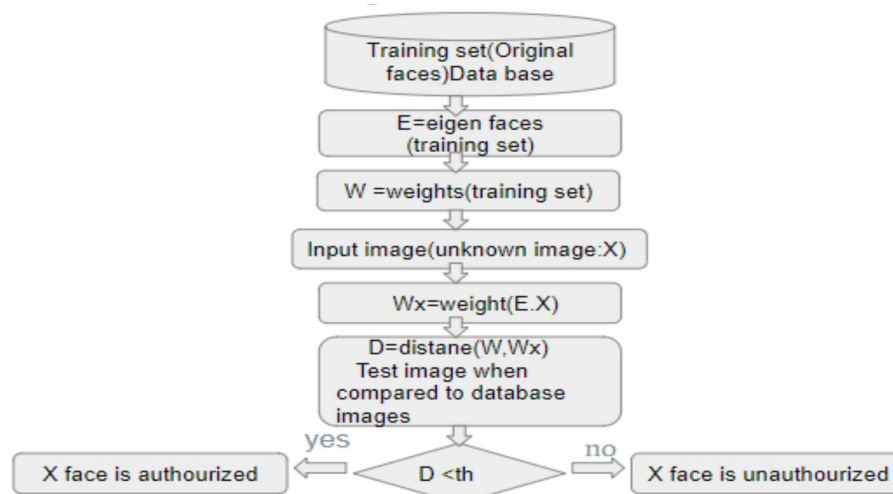 Training set(Original
faces)Data base
E=eigen faces
(training set)
W =weights(training set)
Input image(unknown image:X)
Wx=weight(E.X)
D=distane(W,Wx)
Test image when
compared to database
images
yes
no
X face is authourized
D <th
X face is unauthourized